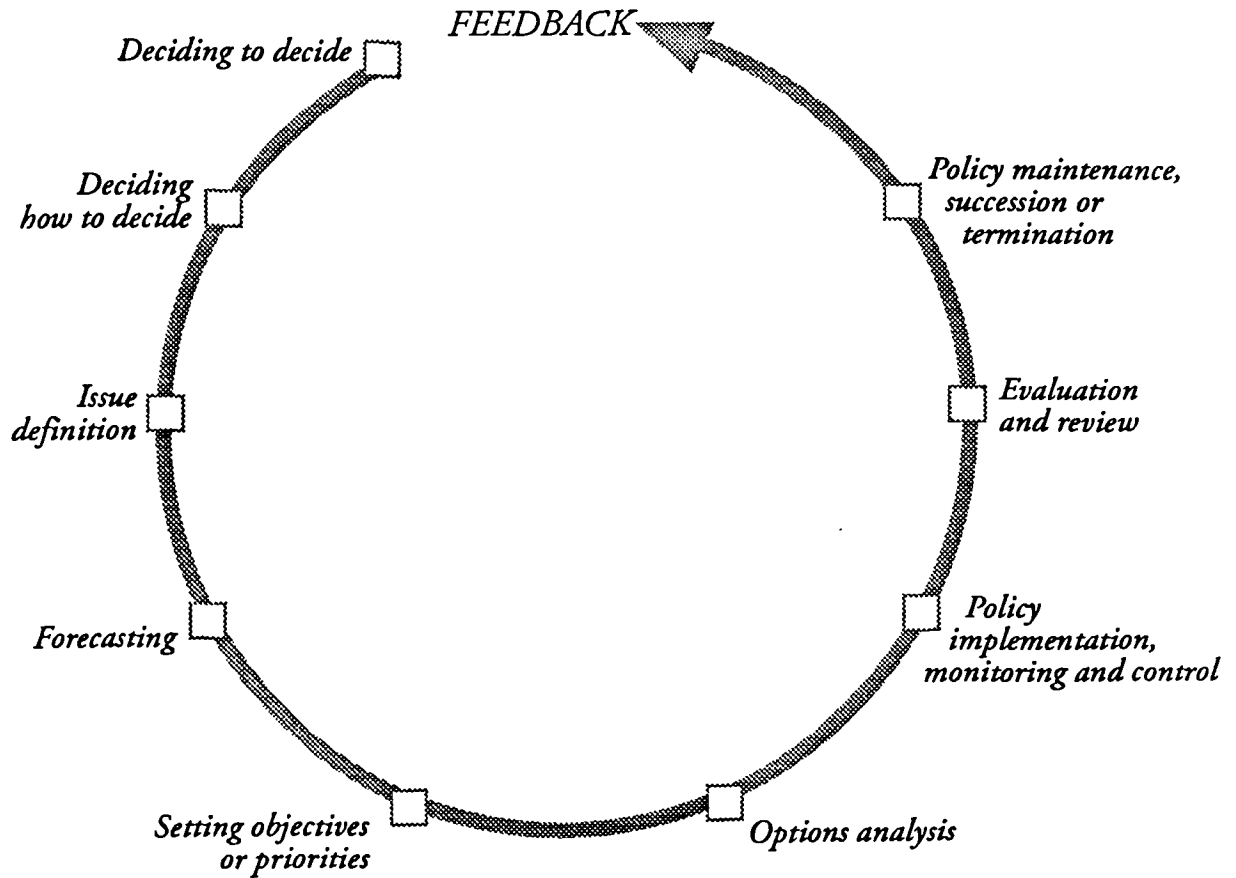 FEEDBACK
Deciding to decide
Deciding
how to decide
Issue
definition
Forecasting
Setting objectives
or priorities
Options analysis
Policy
implementation,
monitoring and control
Evaluation
and review
Policy maintenance,
succession or
termination